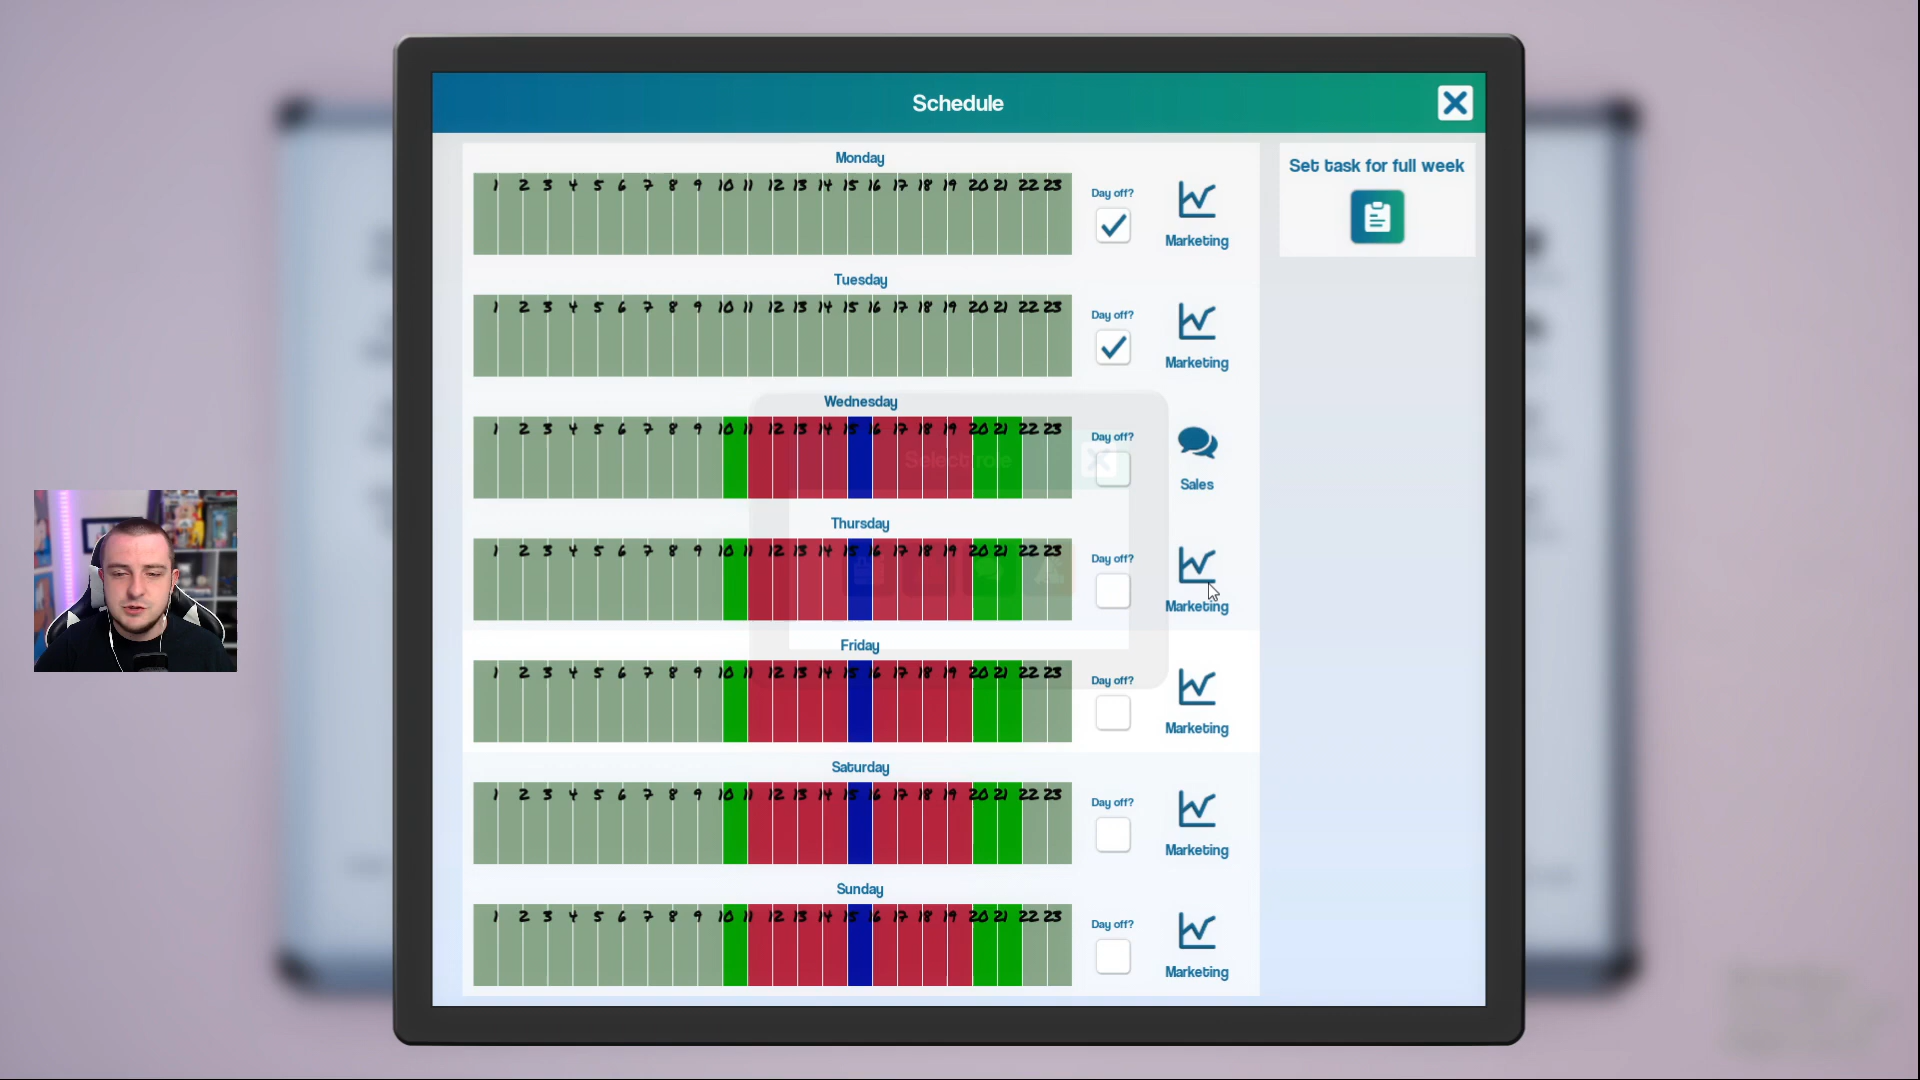 Schedule
Set task for full week
Monday
1 2 3 4 5 6 7 8 9 10 11 12 13 14 15 16 17 18 19 20 21 22 23
Day off?
Marketing
Tuesday
1 2 3 4 5 6 7 8 9 10 11 12 13 14 15 16 17 18 19 20 21 22 23
Day off?
Marketing
Wednesday
1 2 3 4 5 6 7 8 9 10 11 12 13 14 15 16 17 18 19 20 21 22 23
Day off?
Select role
Sales
Thursday
1 2 3 4 5 6 7 8 9 10 11 12 13 14 15 16 17 18 19 20 21 22 23
Day off?
Marketing
Friday
1 2 3 4 5 6 7 8 9 10 11 12 13 14 15 16 17 18 19 20 21 22 23
Day off?
Marketing
Saturday
1 2 3 4 5 6 7 8 9 10 11 12 13 14 15 16 17 18 19 20 21 22 23
Day off?
Marketing
Sunday
1 2 3 4 5 6 7 8 9 10 11 12 13 14 15 16 17 18 19 20 21 22 23
Day off?
Marketing